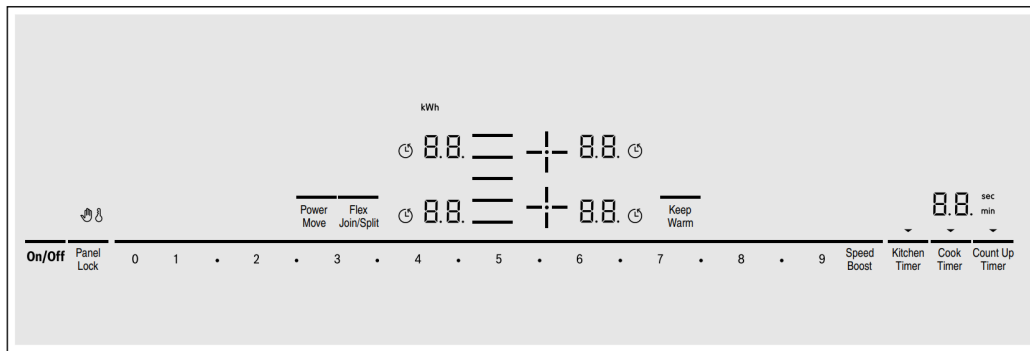 kWh
8.8. 8.8.
8.8. 8.8.
Power Move
Flex Join/Split
Keep Warm
8.8. sec
min
On/Off
Panel Lock
0 1 • 2 • 3 • 4 • 5 • 6 • 7 • 8 • 9
Speed Boost
Kitchen Timer
Cook Timer
Count Up Timer